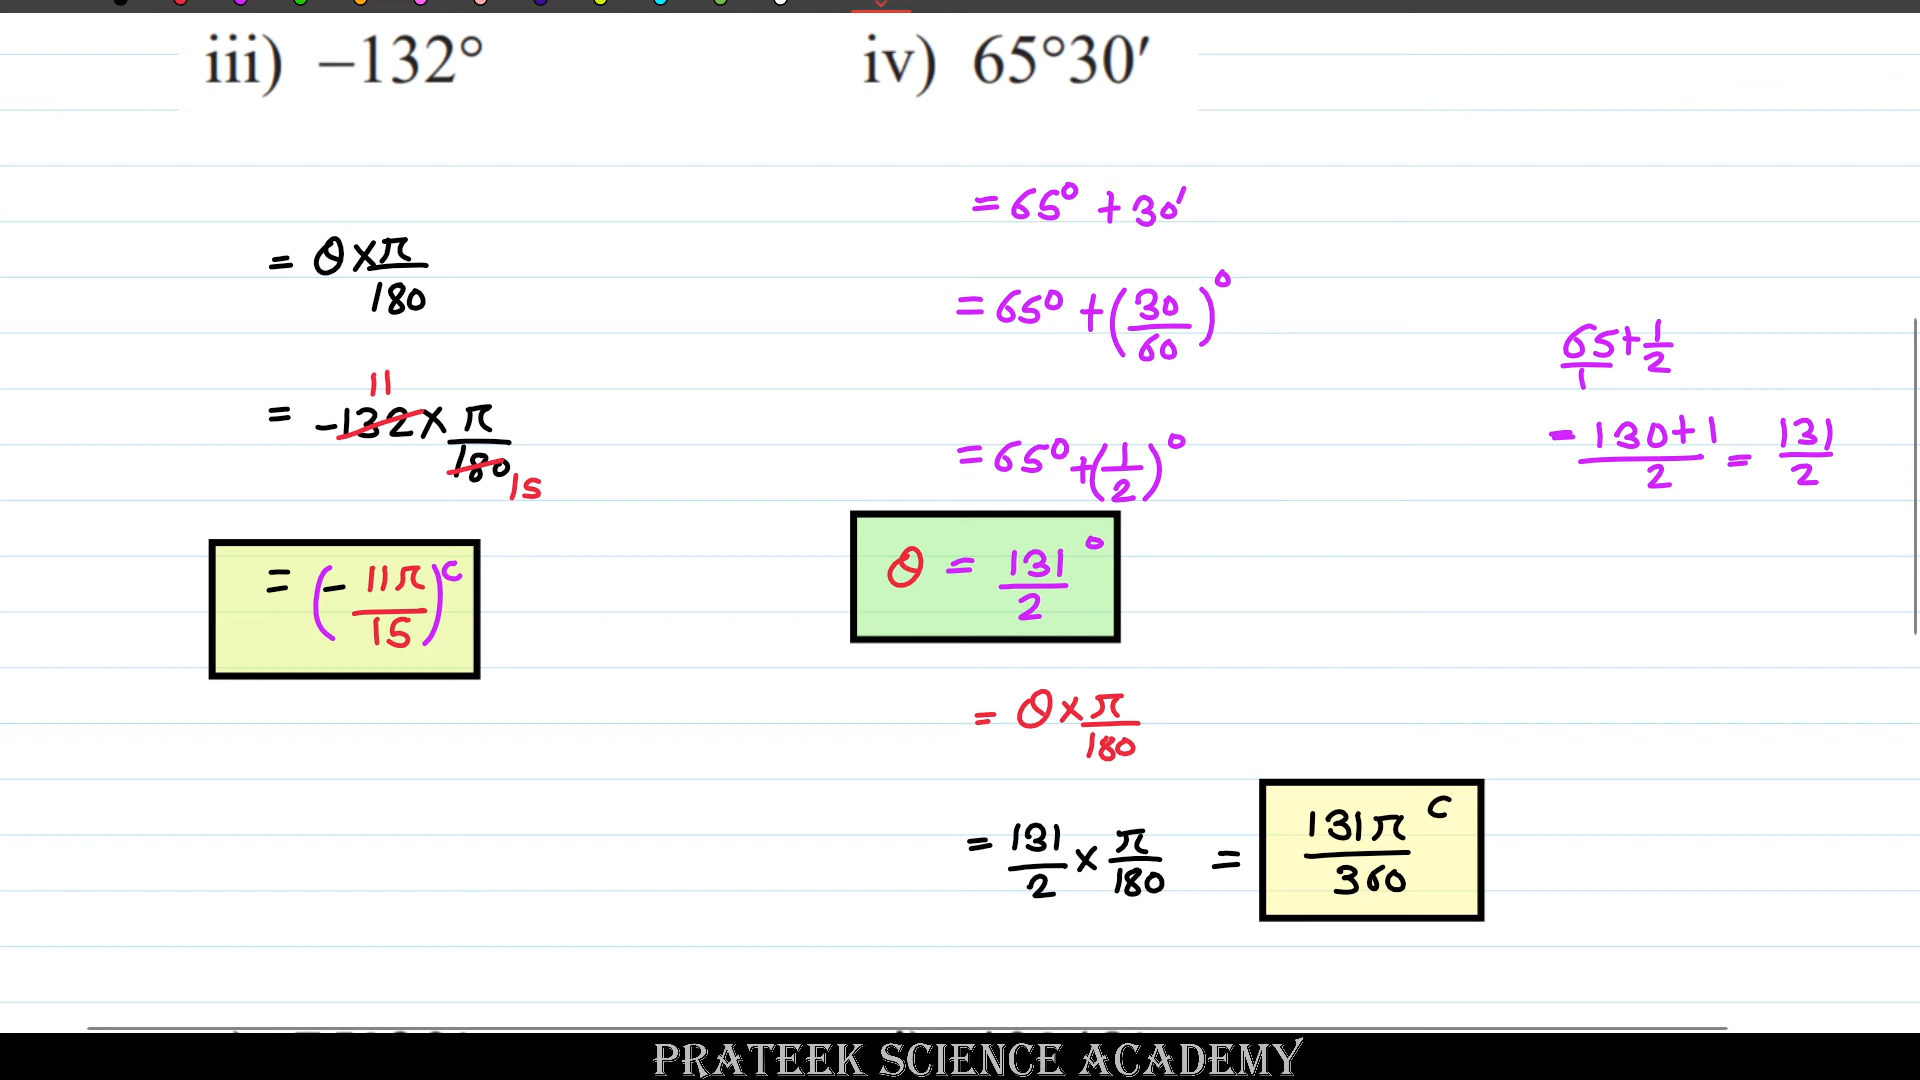 iii) −132°
= θ × π/180
11
= −132 × π/180
15
= (− 11π/15)ᶜ
iv) 65°30′
= 65° + 30′
= 65° + (30/60)°
= 65° + (1/2)°
θ = 131/2 °
= θ × π/180
= 131/2 × π/180 = 131π/360 ᶜ
65/1 + 1/2
= 130+1/2 = 131/2
PRATEEK SCIENCE ACADEMY